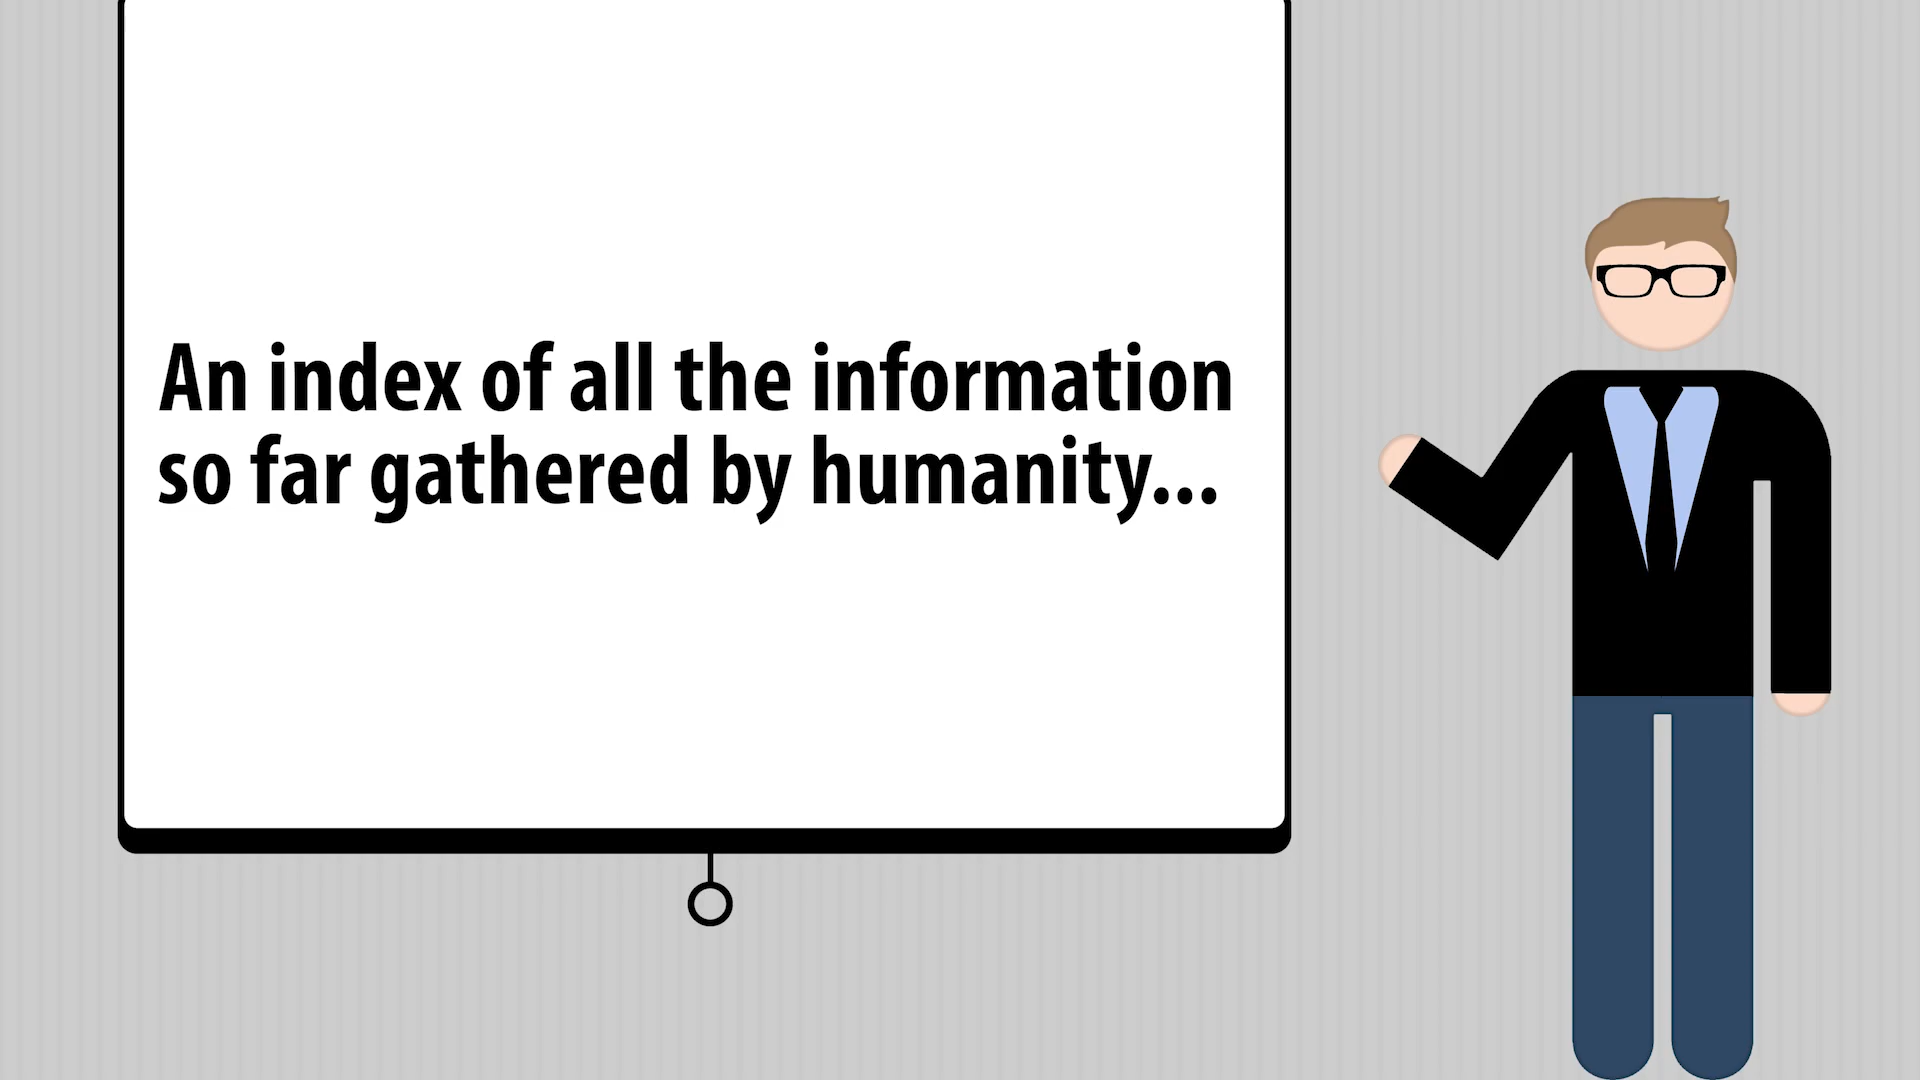 An index of all the information
so far gathered by humanity...